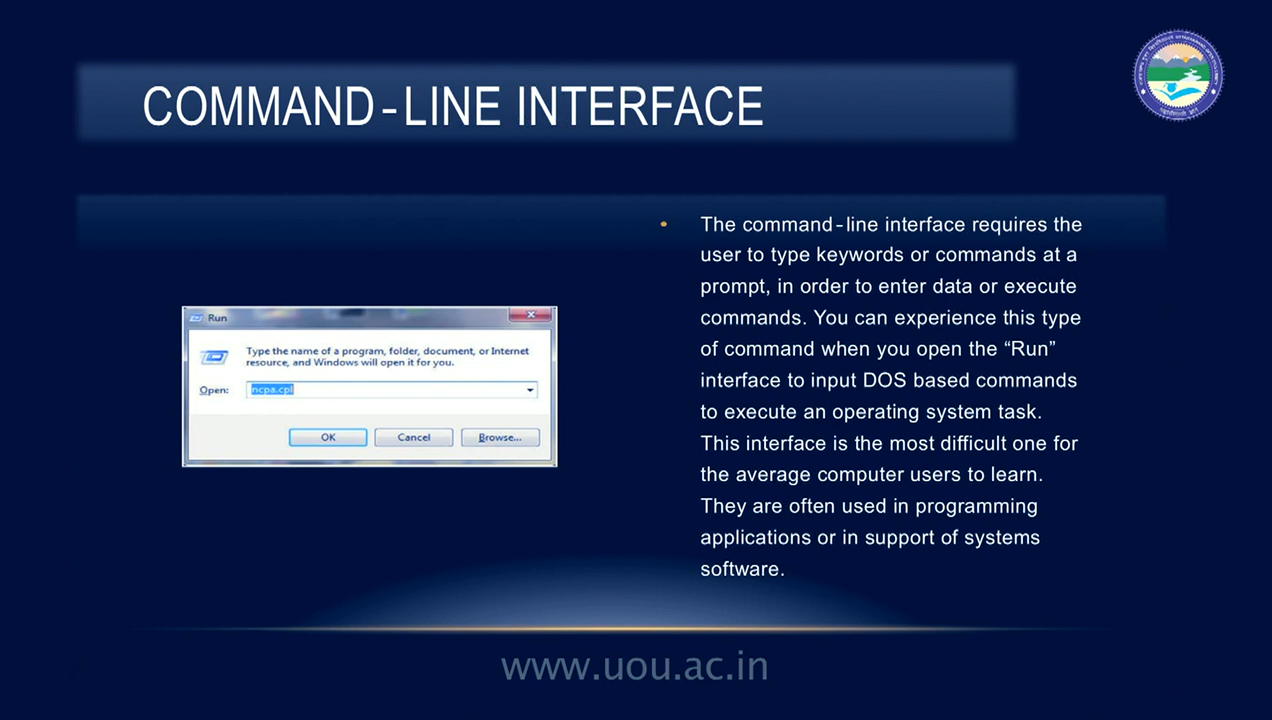 COMMAND-LINE INTERFACE
• The command-line interface requires the
user to type keywords or commands at a
prompt, in order to enter data or execute
commands. You can experience this type
of command when you open the “Run”
interface to input DOS based commands
to execute an operating system task.
This interface is the most difficult one for
the average computer users to learn.
They are often used in programming
applications or in support of systems
software.
Run
Type the name of a program, folder, document, or Internet
resource, and Windows will open it for you.
Open: ncpa.cpl
OK Cancel Browse...
www.uou.ac.in